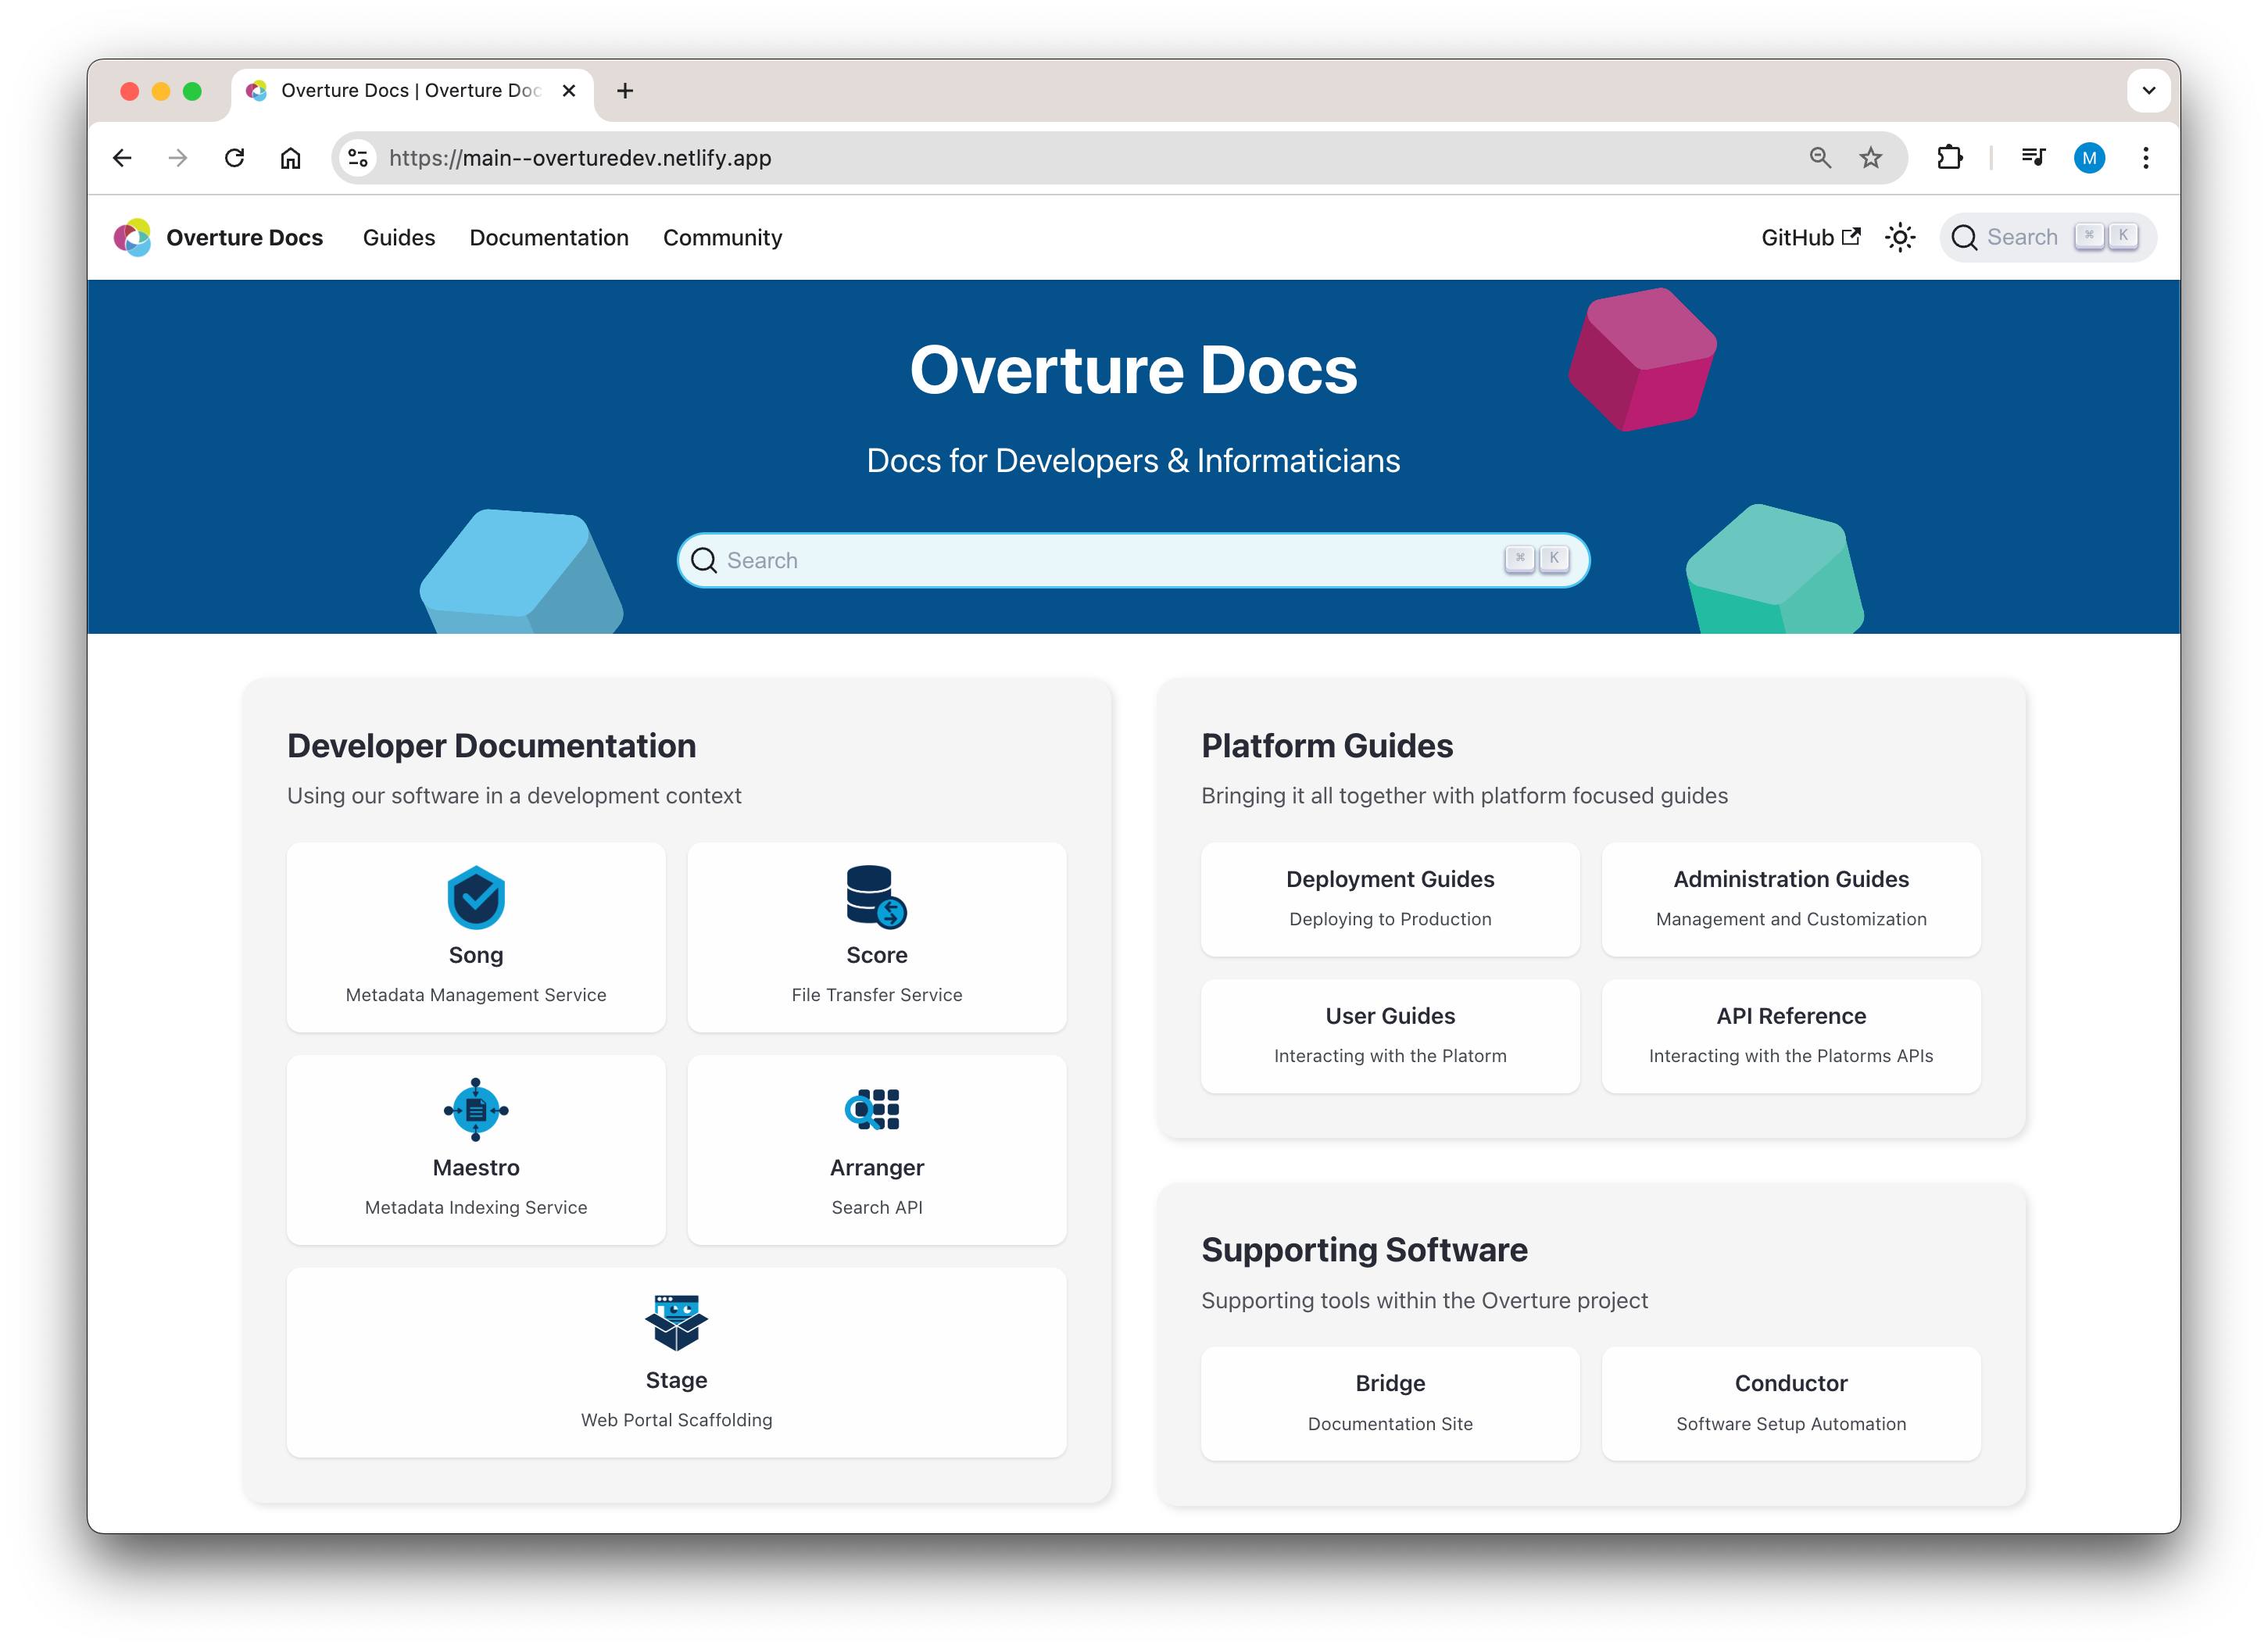 Overture Docs | Overture Doc
https://main--overturedev.netlify.app
M
Overture Docs Guides Documentation Community GitHub Search ⌘ K
Overture Docs
Docs for Developers & Informaticians
Search ⌘ K
Developer Documentation
Using our software in a development context
Song
Metadata Management Service
Score
File Transfer Service
Maestro
Metadata Indexing Service
Arranger
Search API
Stage
Web Portal Scaffolding
Platform Guides
Bringing it all together with platform focused guides
Deployment Guides
Deploying to Production
Administration Guides
Management and Customization
User Guides
Interacting with the Platorm
API Reference
Interacting with the Platorms APIs
Supporting Software
Supporting tools within the Overture project
Bridge
Documentation Site
Conductor
Software Setup Automation